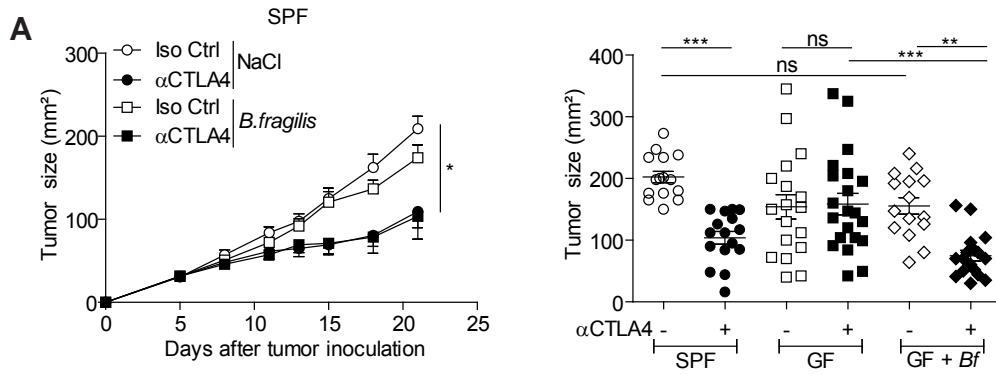 A
SPF
Iso Ctrl
αCTLA4
NaCl
Iso Ctrl
αCTLA4
B.fragilis
Tumor size (mm²)
300
200
100
0
0 5 10 15 20 25
Days after tumor inoculation
*
Tumor size (mm²)
400
300
200
100
0
***
ns
**
***
ns
αCTLA4 - + - + - +
SPF GF GF + Bf